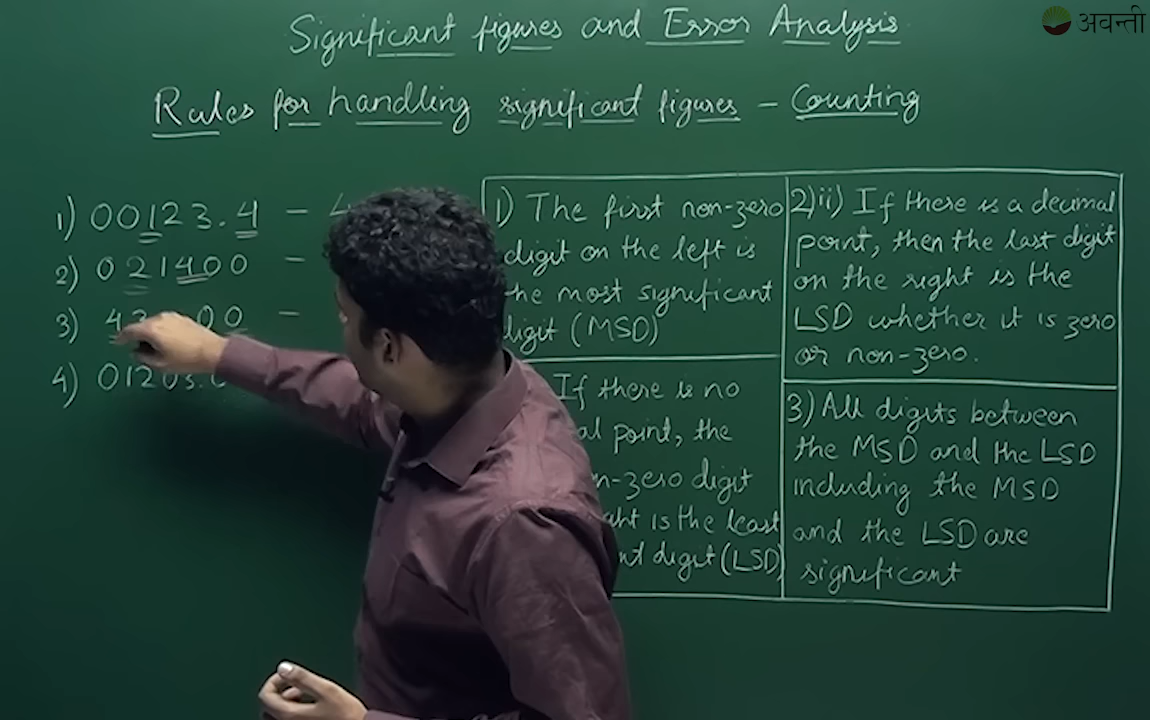 अवन्ती
Significant figures and Error Analysis
Rules for handling significant figures - Counting
1) 00123.4 - 4
2) 021400 -
3) 00 -
4) 01203.
1) The first non-zero
digit on the left is
most significant
digit (MSD)
If there is no
point, the
digit
is the least
digit (LSD)
2)ii) If there is a decimal
point, then the last digit
on the right is the
LSD whether it is zero
or non-zero.
3) All digits between
the MSD and the LSD
including the MSD
and the LSD are
significant